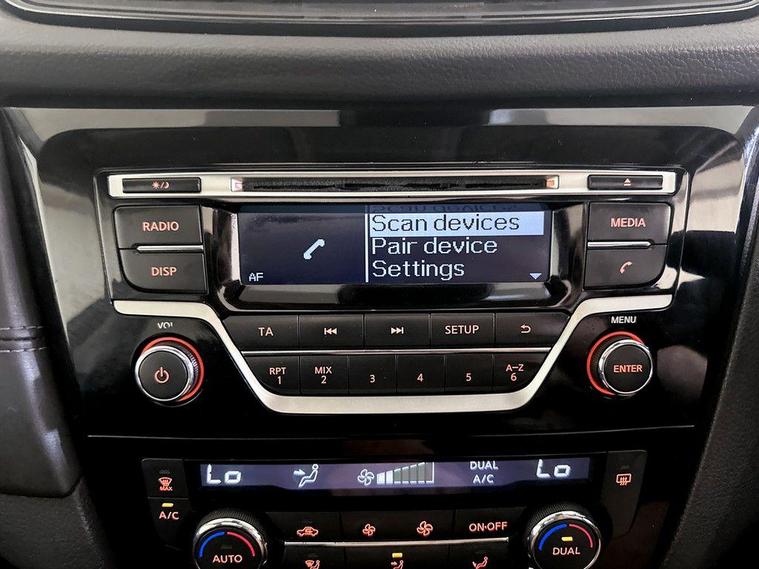 RADIO
DISP
AF
Scan devices
Pair device
Settings
MEDIA
VOL
TA
SETUP
MENU
RPT
1
MIX
2
3
4
5
A-Z
6
ENTER
Lo
DUAL
A/C
Lo
MAX
A/C
AUTO
ON·OFF
DUAL